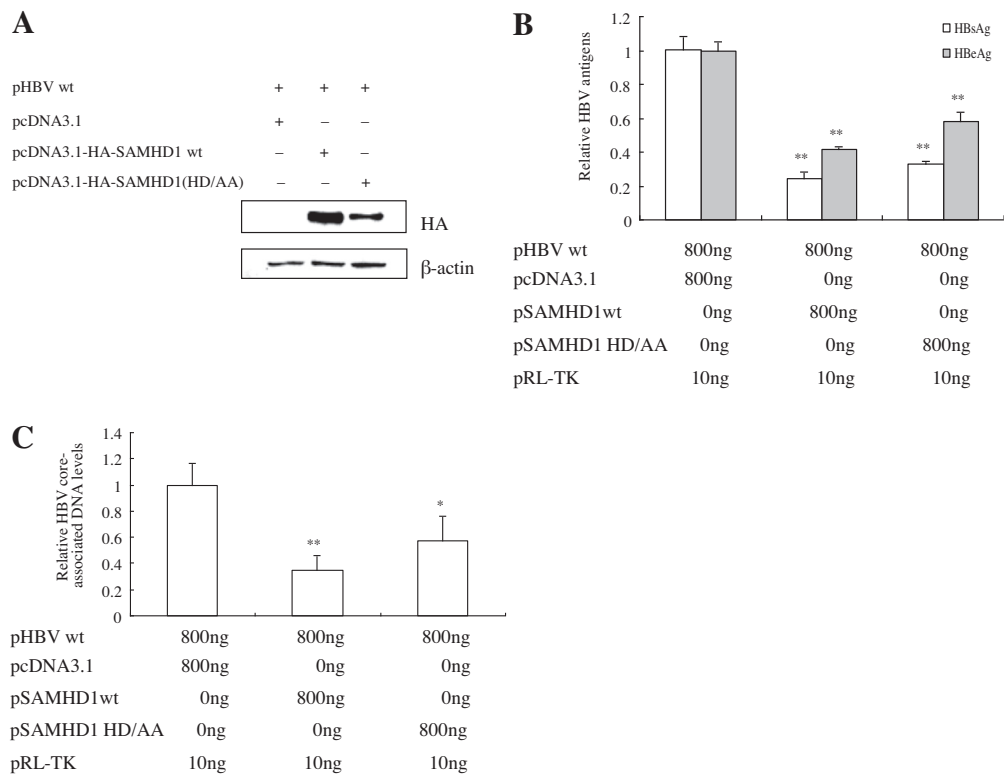 A
pHBV wt + + +
pcDNA3.1 + – –
pcDNA3.1-HA-SAMHD1 wt – + –
pcDNA3.1-HA-SAMHD1(HD/AA) – – +
HA
β-actin
B
Relative HBV antigens
HBsAg
HBeAg
1.2
1
0.8
0.6
0.4
0.2
0
** ** ** **
pHBV wt 800ng 800ng 800ng
pcDNA3.1 800ng 0ng 0ng
pSAMHD1wt 0ng 800ng 0ng
pSAMHD1 HD/AA 0ng 0ng 800ng
pRL-TK 10ng 10ng 10ng
C
Relative HBV core-
associated DNA levels
1.4
1.2
1
0.8
0.6
0.4
0.2
0
** *
pHBV wt 800ng 800ng 800ng
pcDNA3.1 800ng 0ng 0ng
pSAMHD1wt 0ng 800ng 0ng
pSAMHD1 HD/AA 0ng 0ng 800ng
pRL-TK 10ng 10ng 10ng